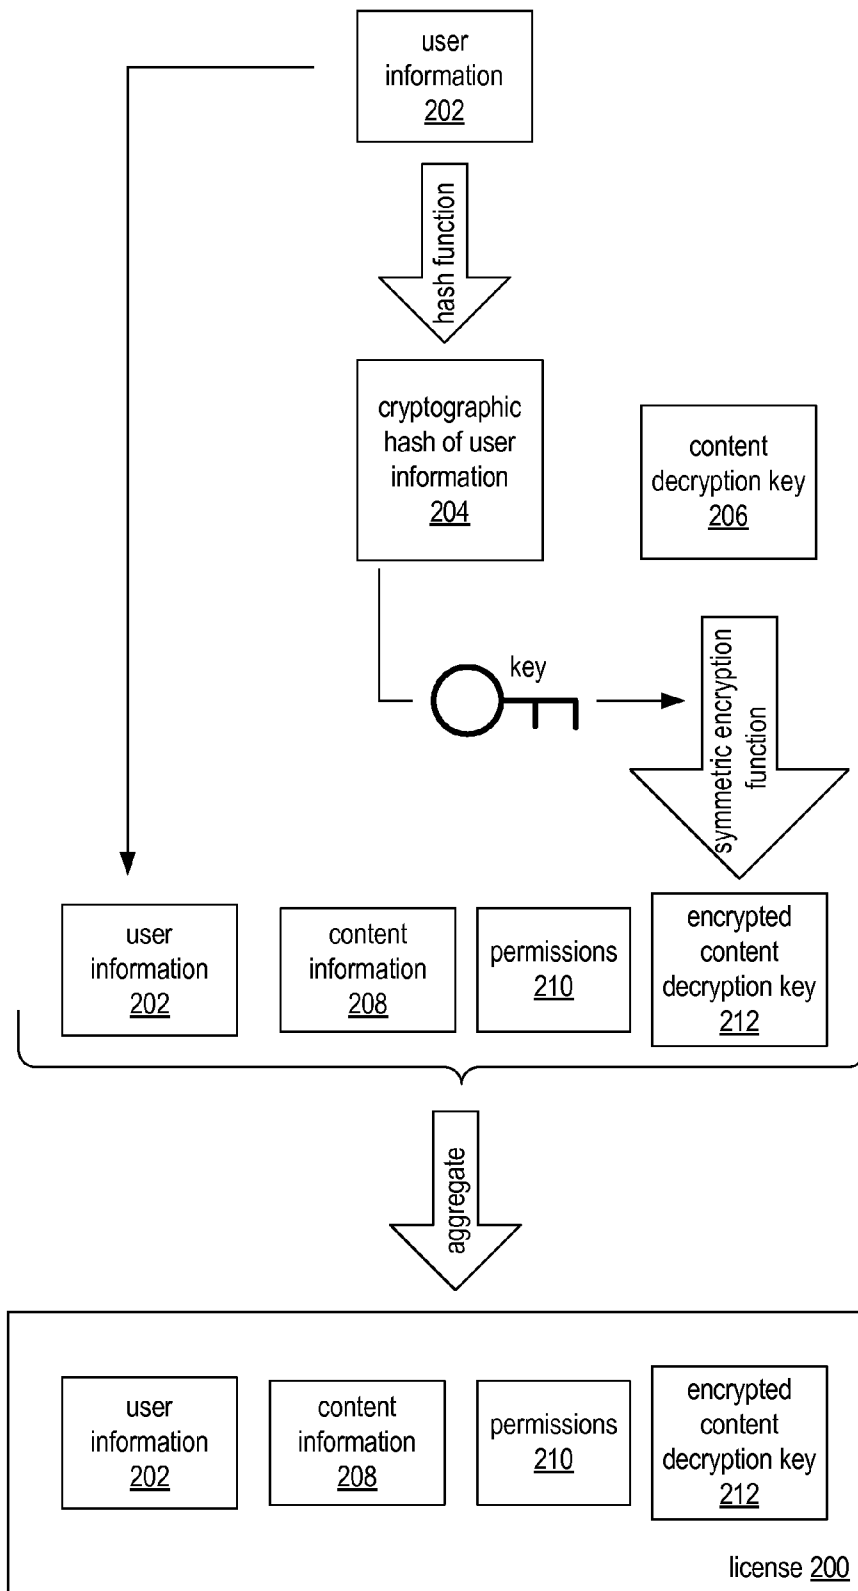 user
information
202
hash function
cryptographic
hash of user
information
204
content
decryption key
206
key
symmetric encryption
function
user
information
202
content
information
208
permissions
210
encrypted
content
decryption key
212
aggregate
user
information
202
content
information
208
permissions
210
encrypted
content
decryption key
212
license 200